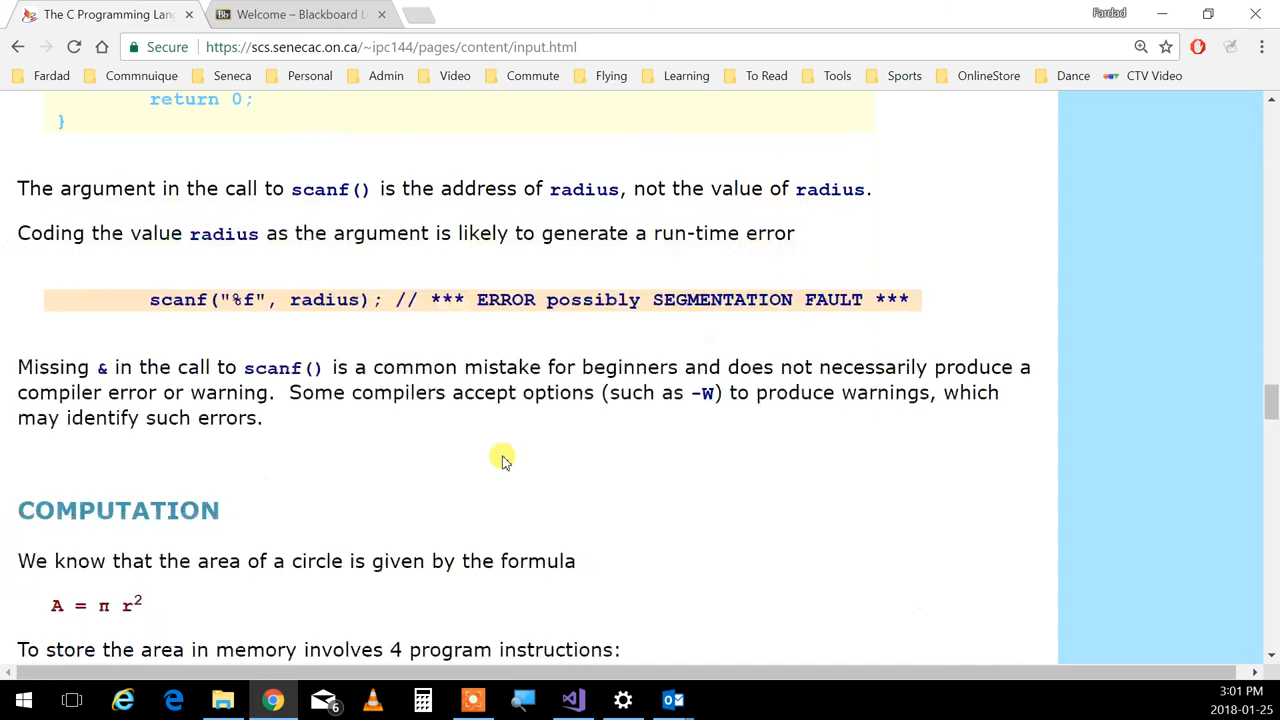 The C Programming Lan
Welcome – Blackboard L
Fardad
Secure
https://scs.senecac.on.ca/~ipc144/pages/content/input.html
Fardad
Commnuique
Seneca
Personal
Admin
Video
Commute
Flying
Learning
To Read
Tools
Sports
OnlineStore
Dance
CTV Video
return 0;
}
The argument in the call to scanf() is the address of radius, not the value of radius.
Coding the value radius as the argument is likely to generate a run-time error
scanf("%f", radius); // *** ERROR possibly SEGMENTATION FAULT ***
Missing & in the call to scanf() is a common mistake for beginners and does not necessarily produce a
compiler error or warning.  Some compilers accept options (such as -W) to produce warnings, which
may identify such errors.
COMPUTATION
We know that the area of a circle is given by the formula
A = π r²
To store the area in memory involves 4 program instructions:
6
3:01 PM
2018-01-25